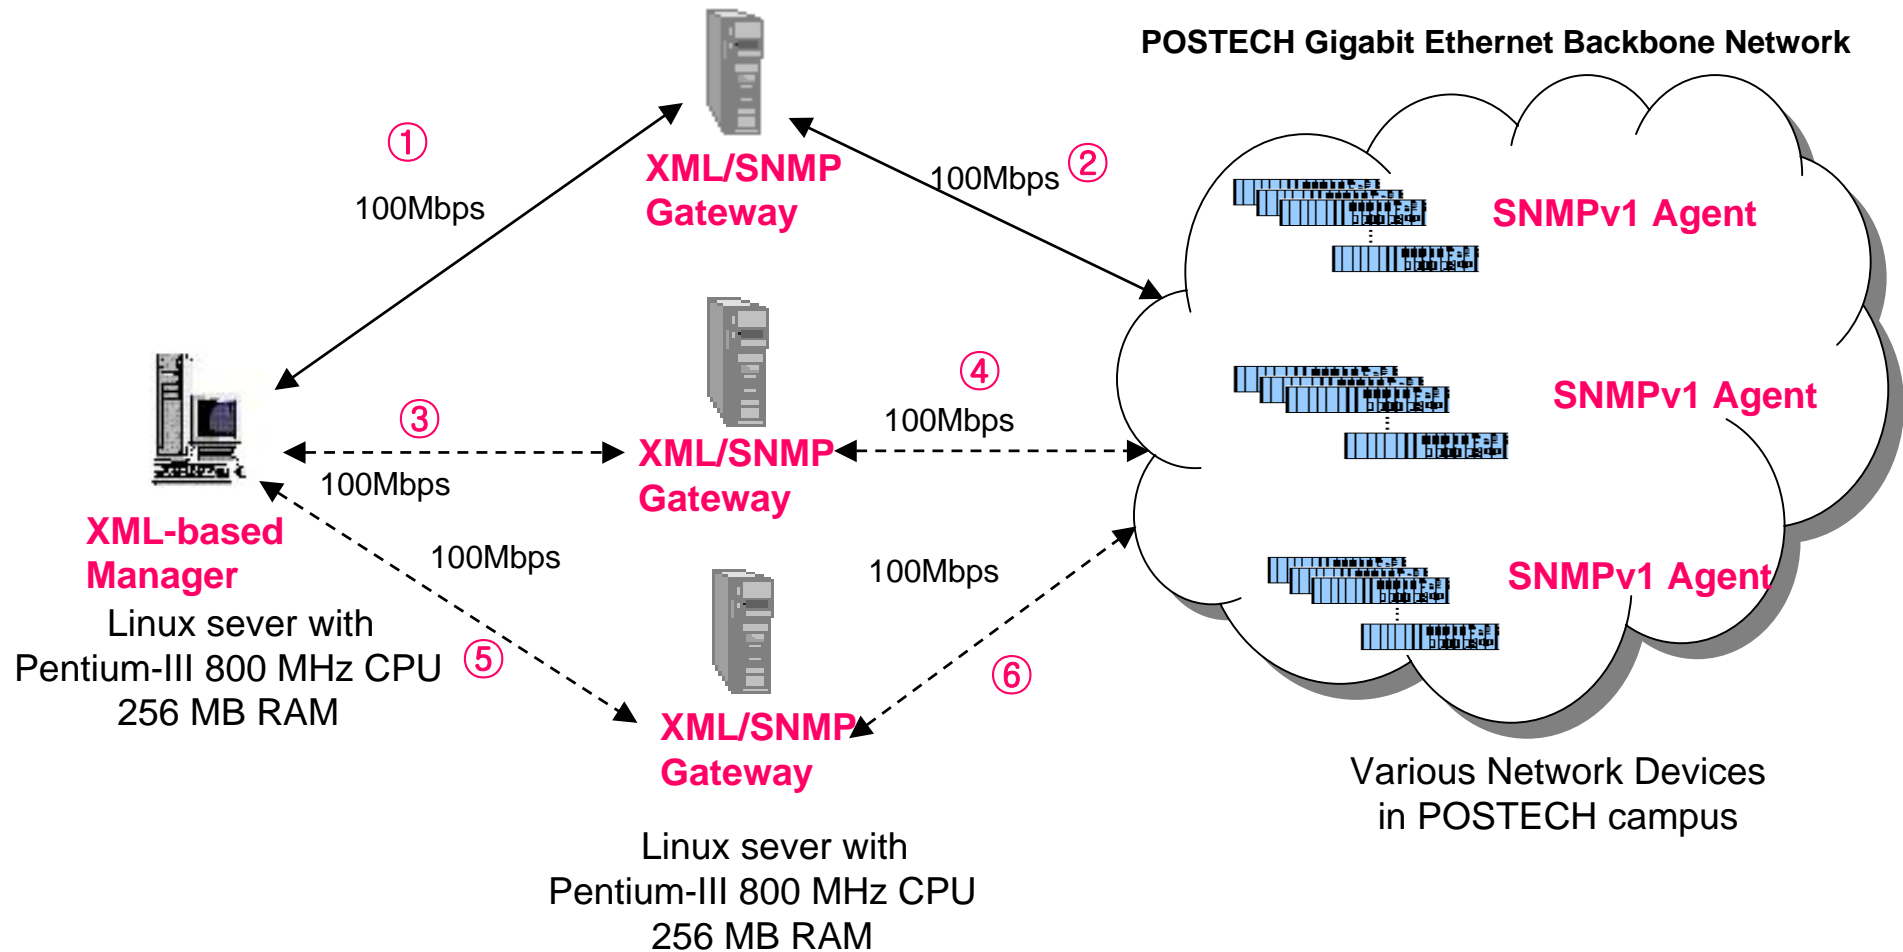 POSTECH Gigabit Ethernet Backbone Network
①
100Mbps
XML/SNMP
Gateway
100Mbps ②
SNMPv1 Agent
③
100Mbps
XML/SNMP
Gateway
④
100Mbps
SNMPv1 Agent
XML-based
Manager
Linux sever with
Pentium-III 800 MHz CPU
256 MB RAM
100Mbps
⑤
XML/SNMP
Gateway
100Mbps
⑥
SNMPv1 Agent
Linux sever with
Pentium-III 800 MHz CPU
256 MB RAM
Various Network Devices
in POSTECH campus